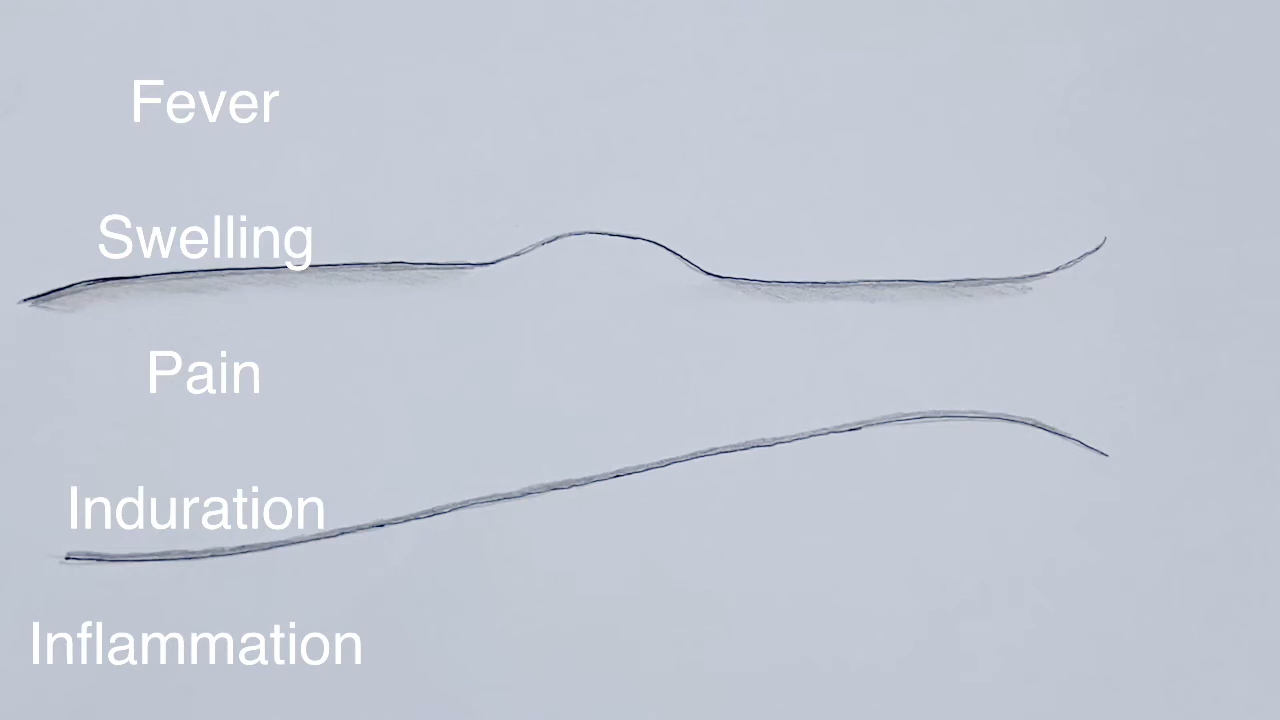 Fever
Swelling
Pain
Induration
Inflammation